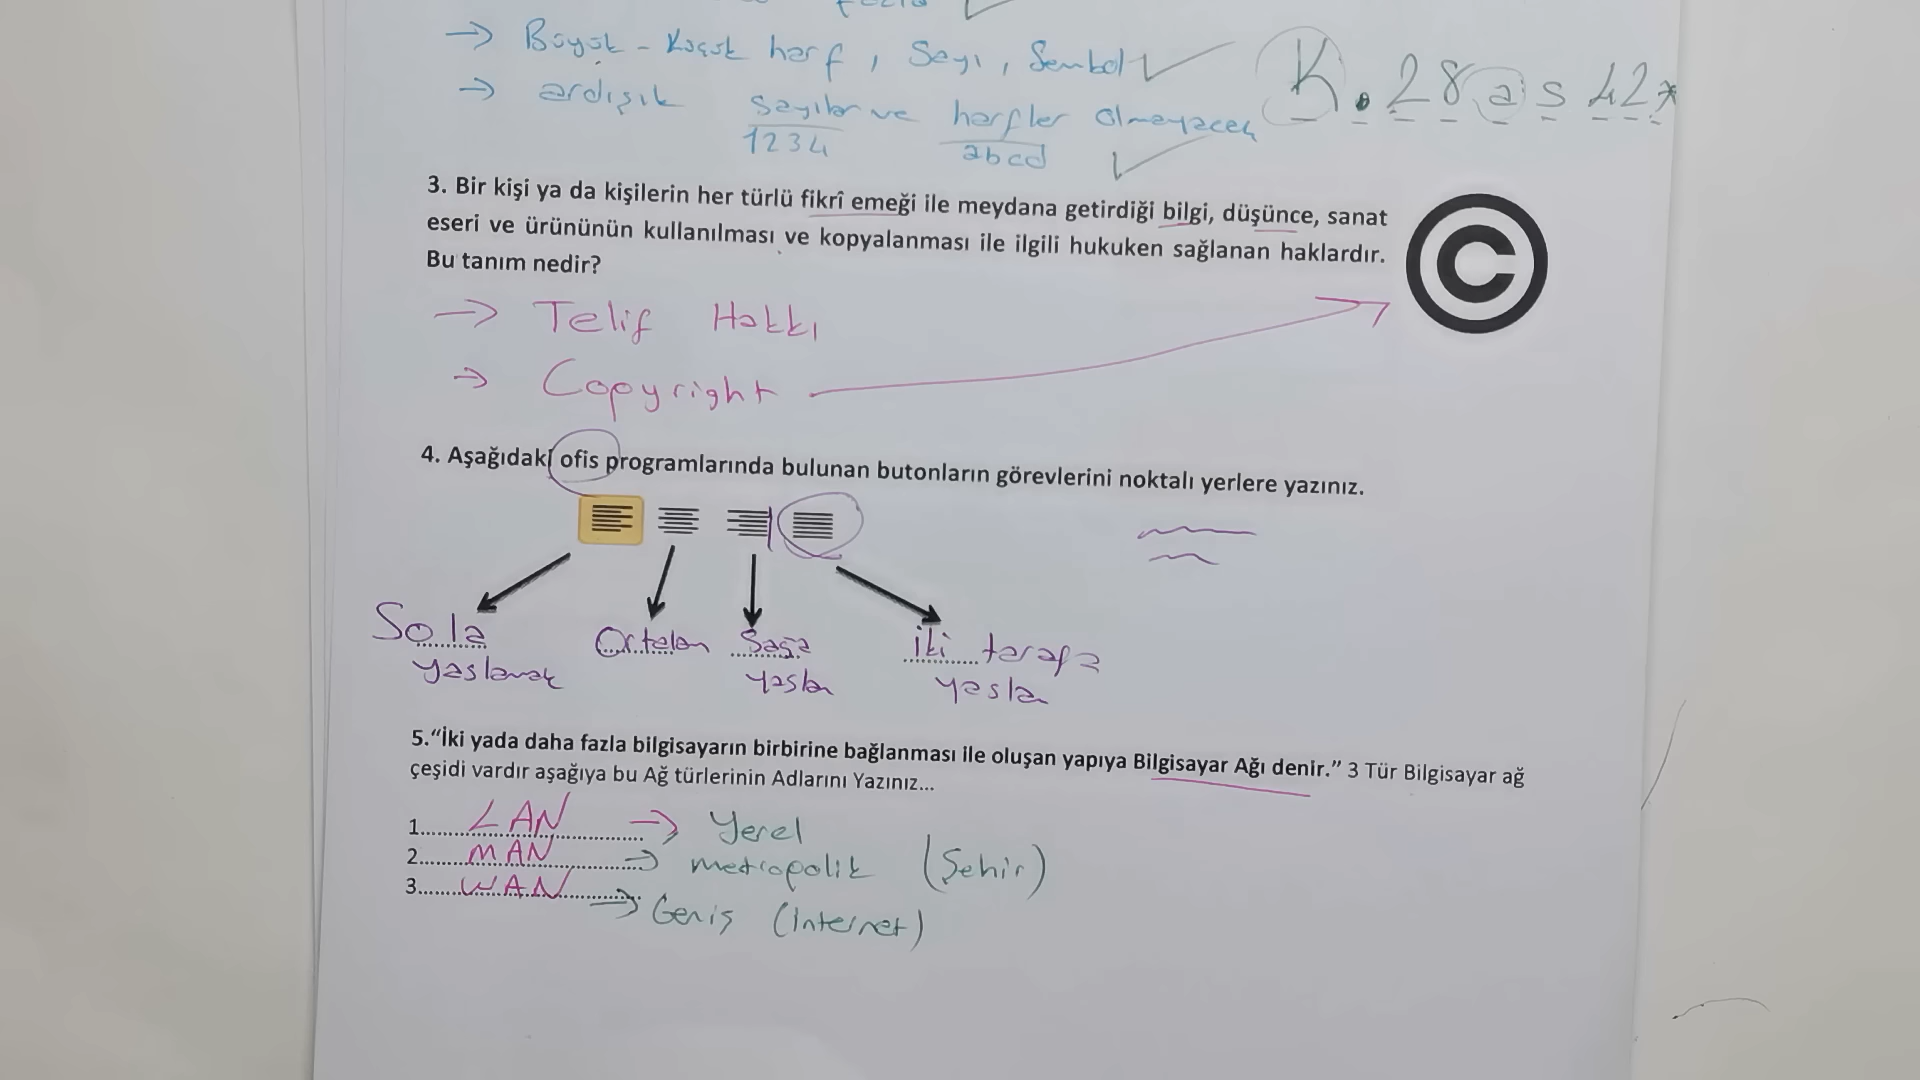 → Büyük - Küçük harf, Sayı, Sembol
K.28as42*
→ ardışık sayılar ve harfler olmayacak
1234 abcd
3. Bir kişi ya da kişilerin her türlü fikrî emeği ile meydana getirdiği bilgi, düşünce, sanat
eseri ve ürününün kullanılması ve kopyalanması ile ilgili hukuken sağlanan haklardır.
Bu tanım nedir?
©
→ Telif Hakkı
→ Copyright
4. Aşağıdaki ofis programlarında bulunan butonların görevlerini noktalı yerlere yazınız.
Sola Ortalan Sağa İki tarafa
yaslamak yasla yasla
5.“İki yada daha fazla bilgisayarın birbirine bağlanması ile oluşan yapıya Bilgisayar Ağı denir.” 3 Tür Bilgisayar ağ
çeşidi vardır aşağıya bu Ağ türlerinin Adlarını Yazınız...
1. LAN → Yerel
2. MAN → metropolik (Şehir)
3. WAN → Geniş (İnternet)